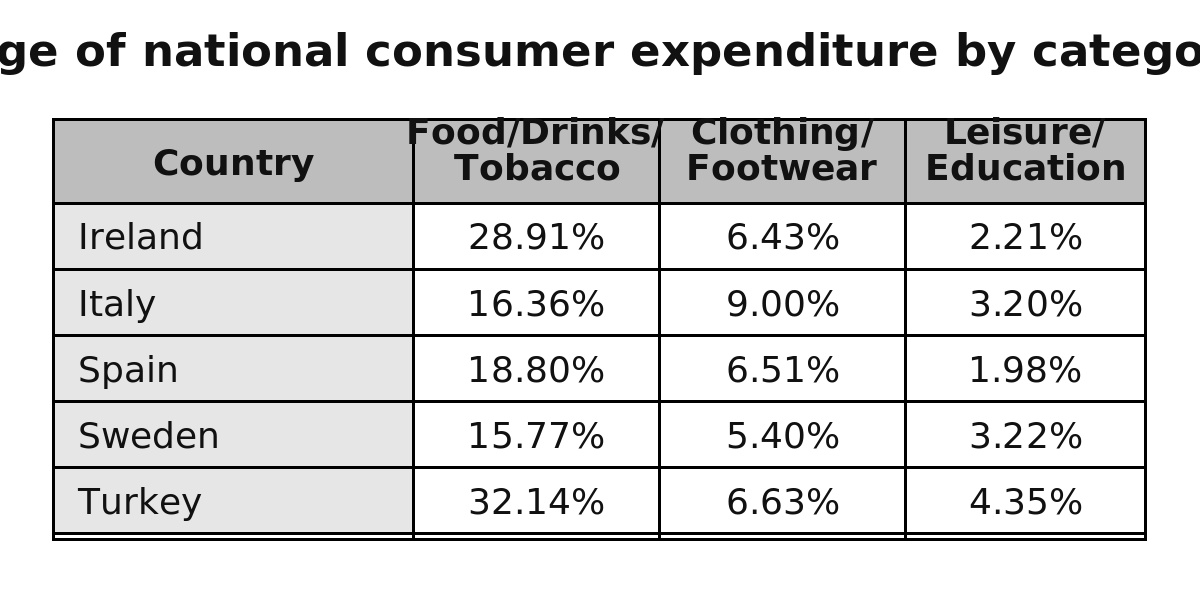 ge of national consumer expenditure by catego
Country Food/Drinks/ Tobacco Clothing/ Footwear Leisure/ Education
Ireland 28.91% 6.43% 2.21%
Italy 16.36% 9.00% 3.20%
Spain 18.80% 6.51% 1.98%
Sweden 15.77% 5.40% 3.22%
Turkey 32.14% 6.63% 4.35%